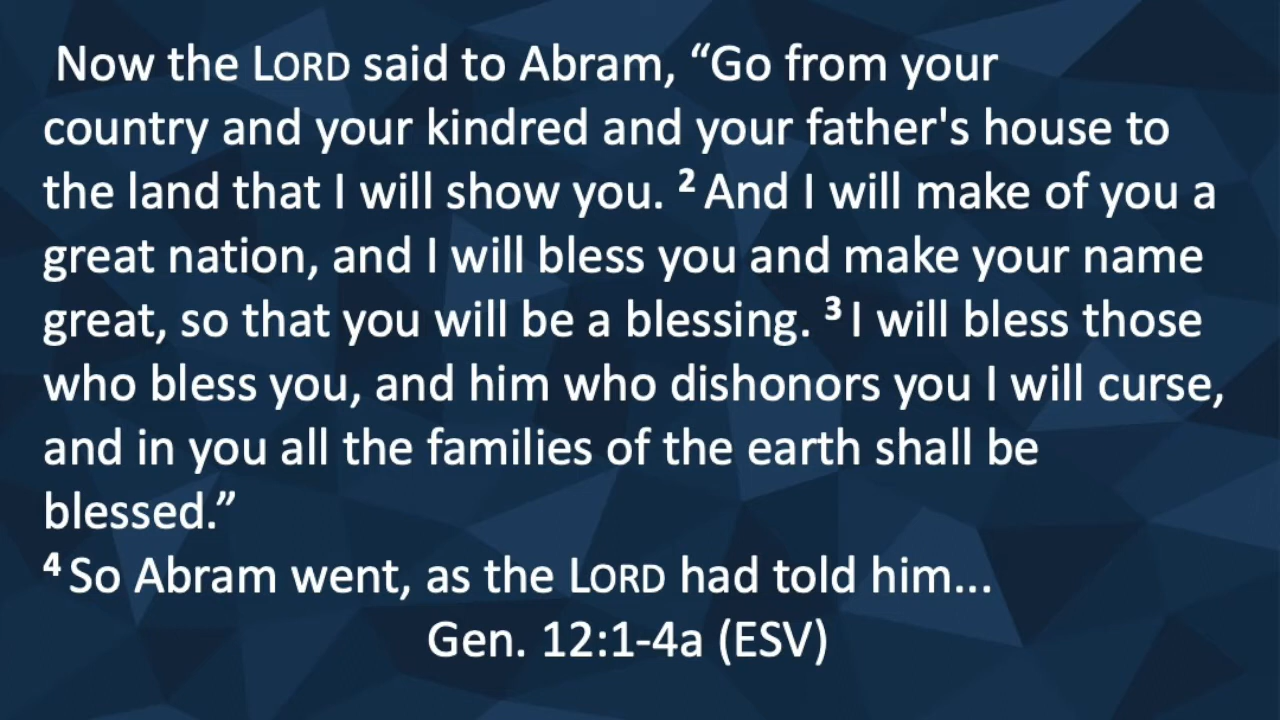 Now the LORD said to Abram, “Go from your
country and your kindred and your father's house to
the land that I will show you. ² And I will make of you a
great nation, and I will bless you and make your name
great, so that you will be a blessing. ³ I will bless those
who bless you, and him who dishonors you I will curse,
and in you all the families of the earth shall be
blessed.”
⁴ So Abram went, as the LORD had told him...
Gen. 12:1-4a (ESV)